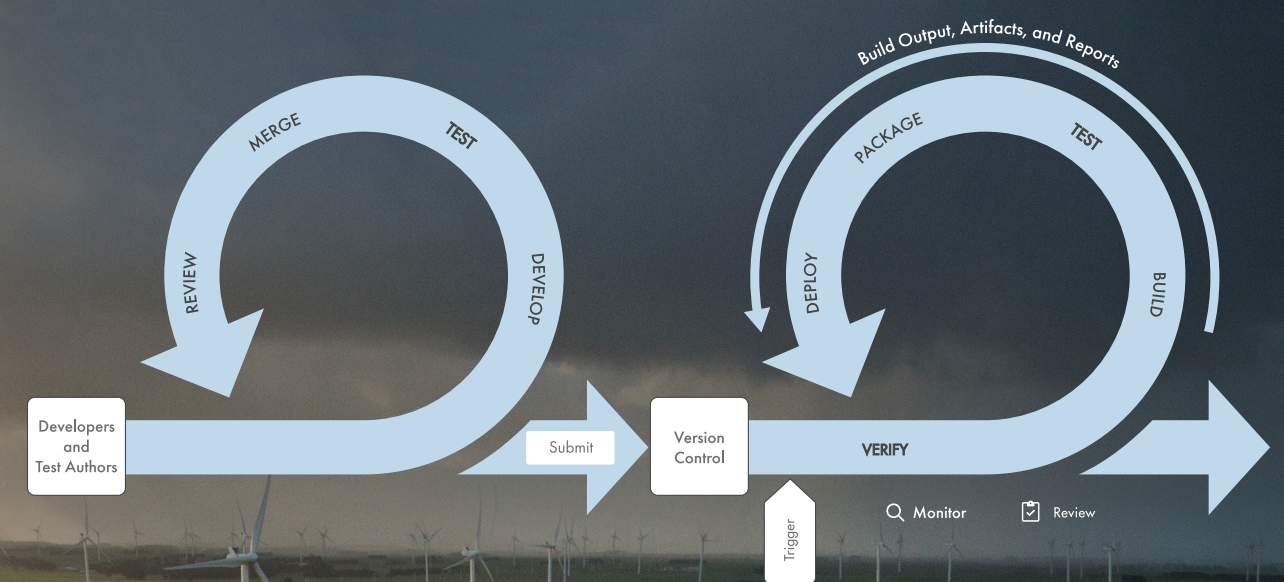 Build Output, Artifacts, and Reports
MERGE
TEST
PACKAGE
TEST
REVIEW
DEVELOP
DEPLOY
BUILD
Developers
and
Test Authors
Submit
Version
Control
VERIFY
Trigger
Monitor
Review